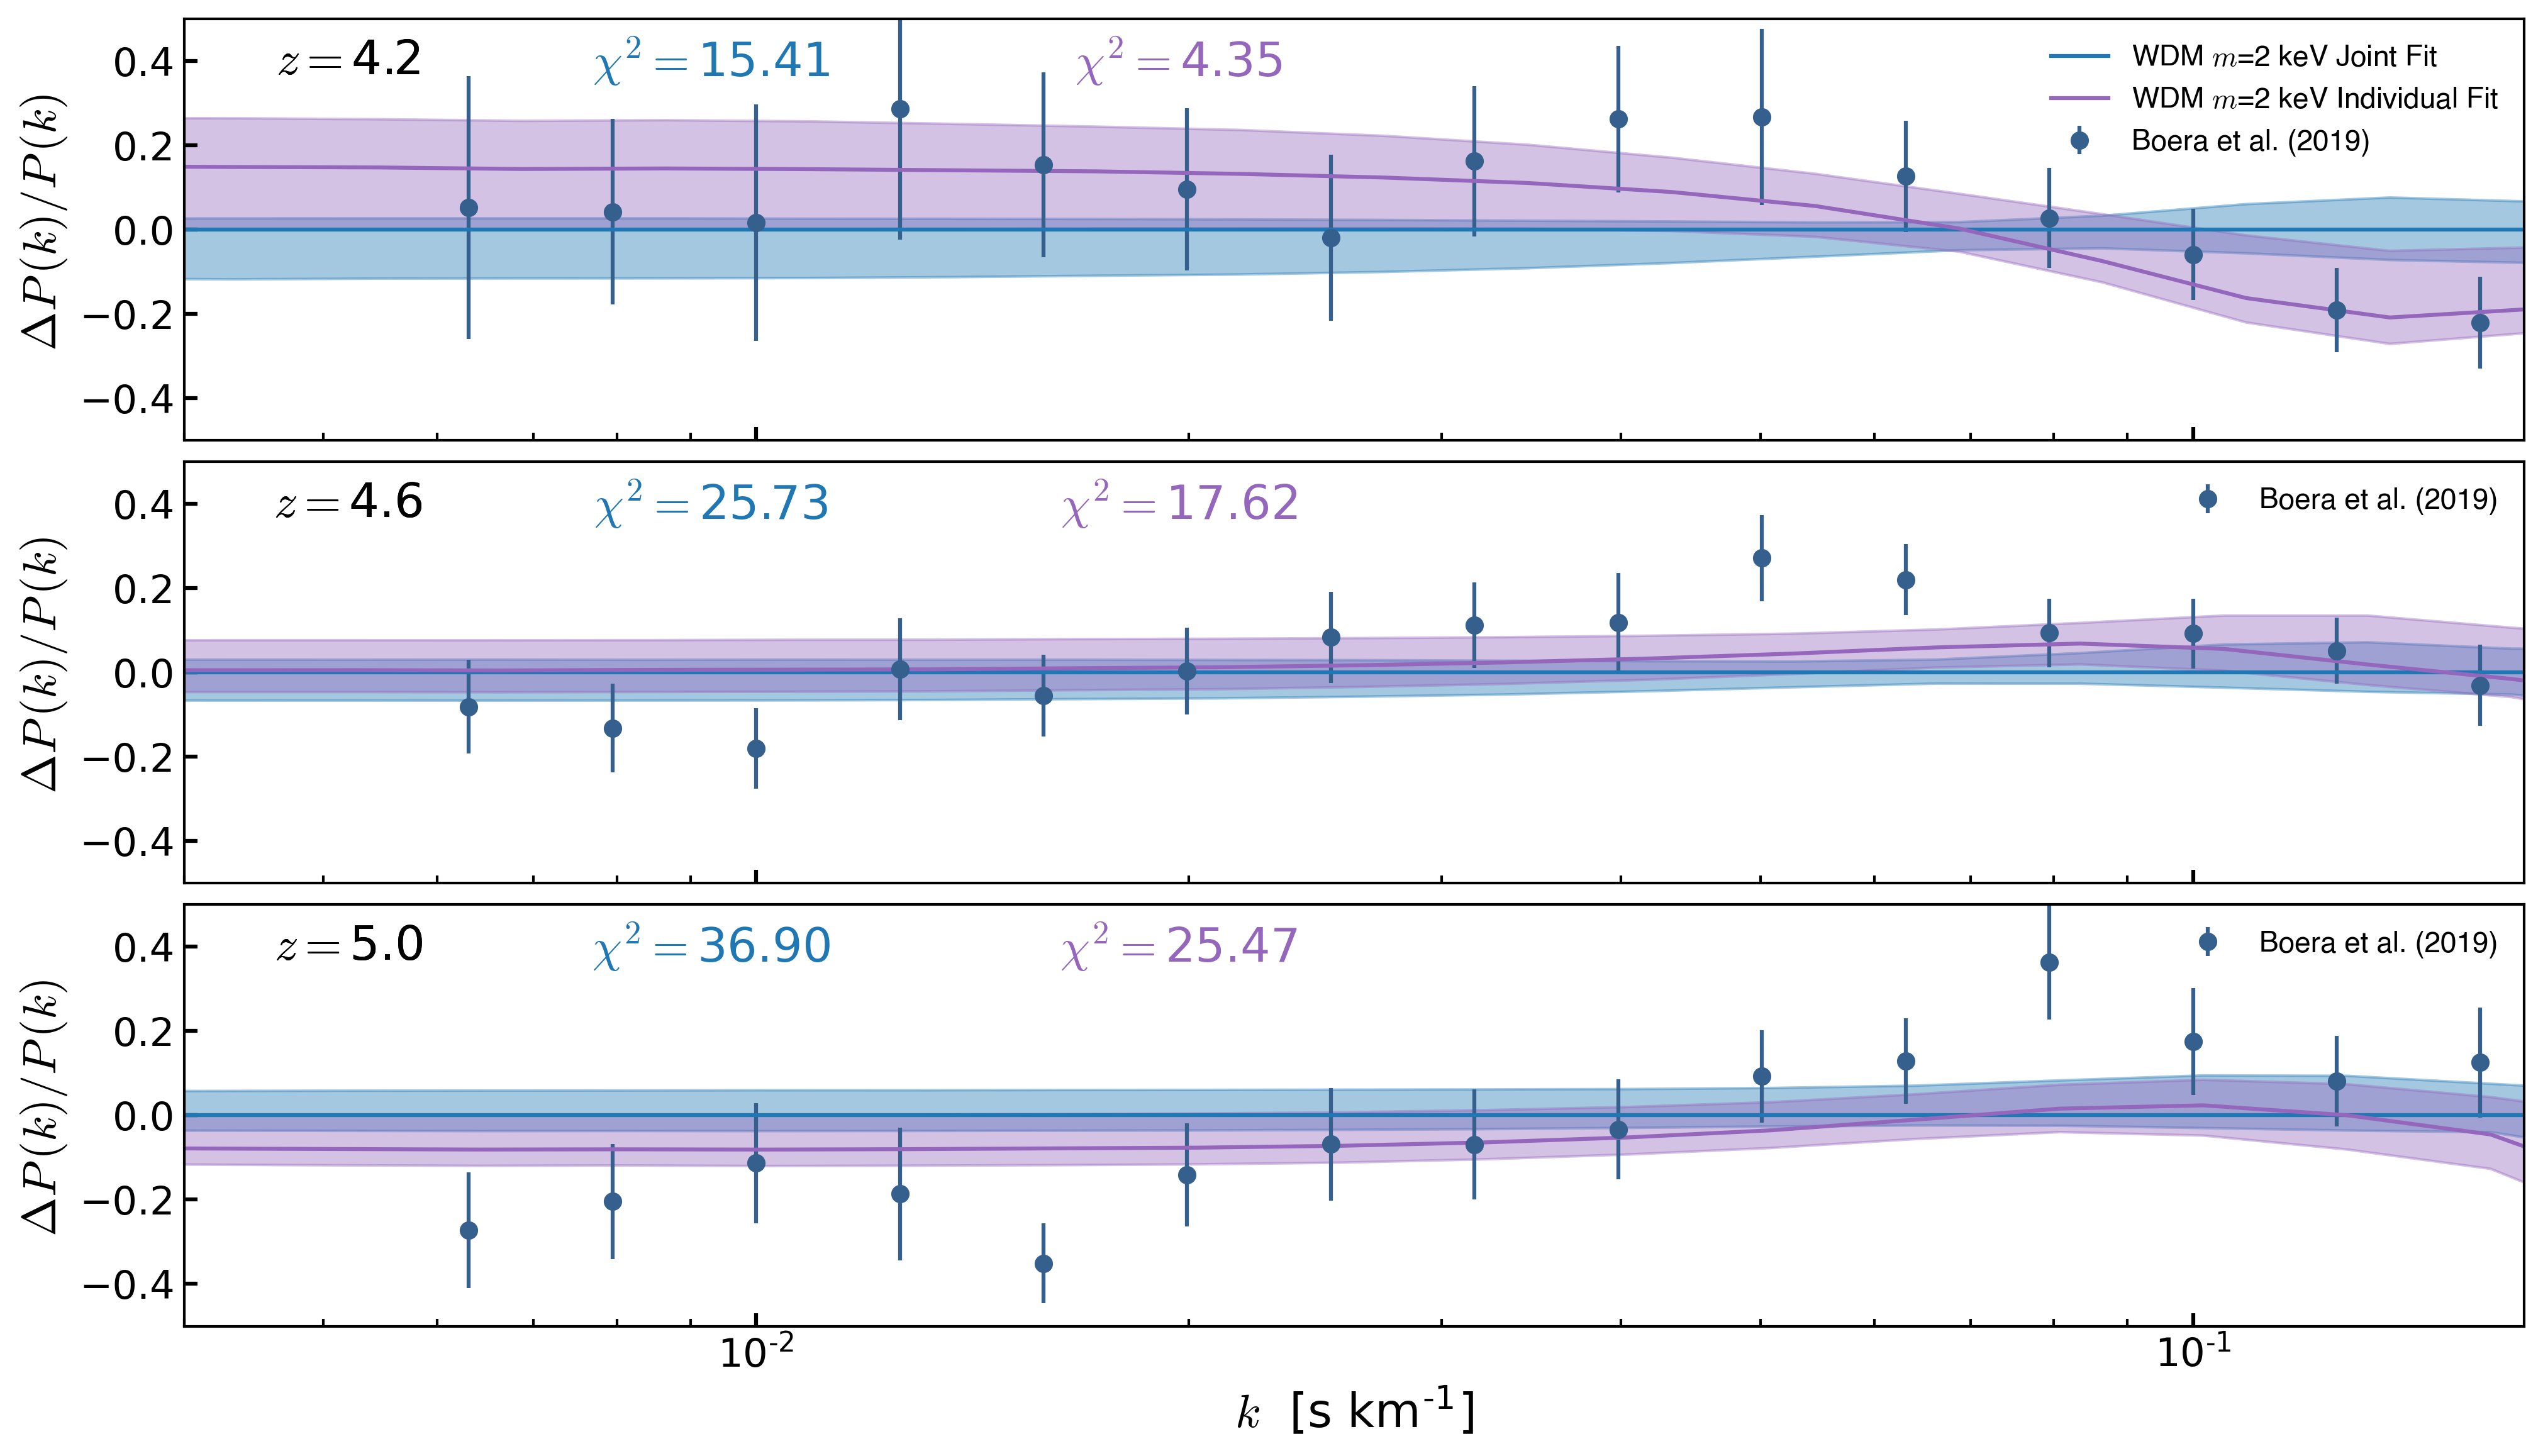 z = 4.2
χ² = 15.41
χ² = 4.35
WDM m=2 keV Joint Fit
WDM m=2 keV Individual Fit
Boera et al. (2019)
ΔP(k)/P(k)
0.4
0.2
0.0
−0.2
−0.4
z = 4.6
χ² = 25.73
χ² = 17.62
Boera et al. (2019)
ΔP(k)/P(k)
0.4
0.2
0.0
−0.2
−0.4
z = 5.0
χ² = 36.90
χ² = 25.47
Boera et al. (2019)
ΔP(k)/P(k)
0.4
0.2
0.0
−0.2
−0.4
10⁻²
10⁻¹
k [s km⁻¹]